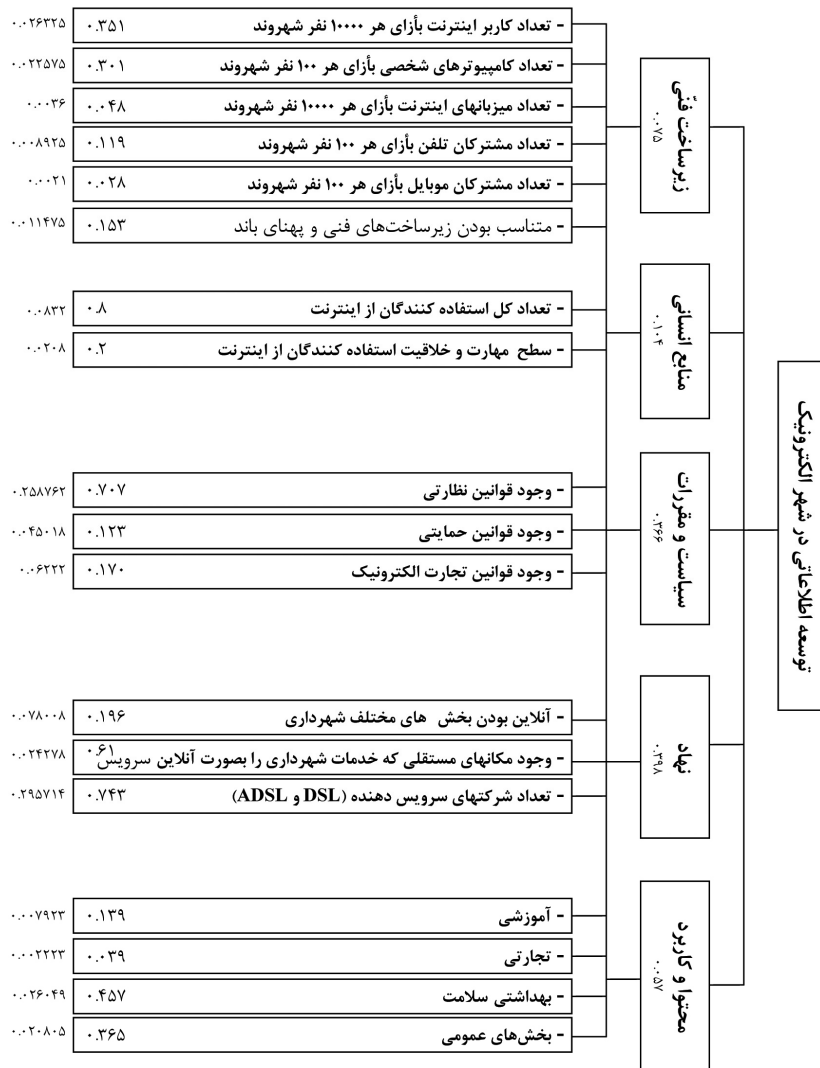 توسعه اطلاعاتی در شهر الکترونیک
زیرساخت فنّی
۰.۰۷۵
- تعداد کاربر اینترنت بأزای هر ۱۰۰۰۰ نفر شهروند ۰.۳۵۱ ۰.۰۲۶۳۲۵
- تعداد کامپیوترهای شخصی بأزای هر ۱۰۰ نفر شهروند ۰.۳۰۱ ۰.۰۲۲۵۷۵
- تعداد میزبانهای اینترنت بأزای هر ۱۰۰۰۰ نفر شهروند ۰.۰۴۸ ۰.۰۰۳۶
- تعداد مشترکان تلفن بأزای هر ۱۰۰ نفر شهروند ۰.۱۱۹ ۰.۰۰۸۹۲۵
- تعداد مشترکان موبایل بأزای هر ۱۰۰ نفر شهروند ۰.۰۲۸ ۰.۰۰۲۱
- متناسب بودن زیرساخت‌های فنی و پهنای باند ۰.۱۵۳ ۰.۰۱۱۴۷۵
منابع انسانی
۰.۱۰۴
- تعداد کل استفاده کنندگان از اینترنت ۰.۸ ۰.۰۸۳۲
- سطح مهارت و خلاقیت استفاده کنندگان از اینترنت ۰.۲ ۰.۰۲۰۸
سیاست و مقررات
۰.۳۶۶
- وجود قوانین نظارتی ۰.۷۰۷ ۰.۲۵۸۷۶۲
- وجود قوانین حمایتی ۰.۱۲۳ ۰.۰۴۵۰۱۸
- وجود قوانین تجارت الکترونیک ۰.۱۷۰ ۰.۰۶۲۲۲
نهاد
۰.۳۹۸
- آنلاین بودن بخش های مختلف شهرداری ۰.۱۹۶ ۰.۰۷۸۰۰۸
- وجود مکانهای مستقلی که خدمات شهرداری را بصورت آنلاین سرویس ۰.۶۱ ۰.۰۲۴۲۷۸
- تعداد شرکتهای سرویس دهنده (DSL و ADSL) ۰.۷۴۳ ۰.۲۹۵۷۱۴
محتوا و کاربرد
۰.۰۵۷
- آموزشی ۰.۱۳۹ ۰.۰۰۷۹۲۳
- تجارتی ۰.۰۳۹ ۰.۰۰۲۲۲۳
- بهداشتی سلامت ۰.۴۵۷ ۰.۰۲۶۰۴۹
- بخش‌های عمومی ۰.۳۶۵ ۰.۰۲۰۸۰۵